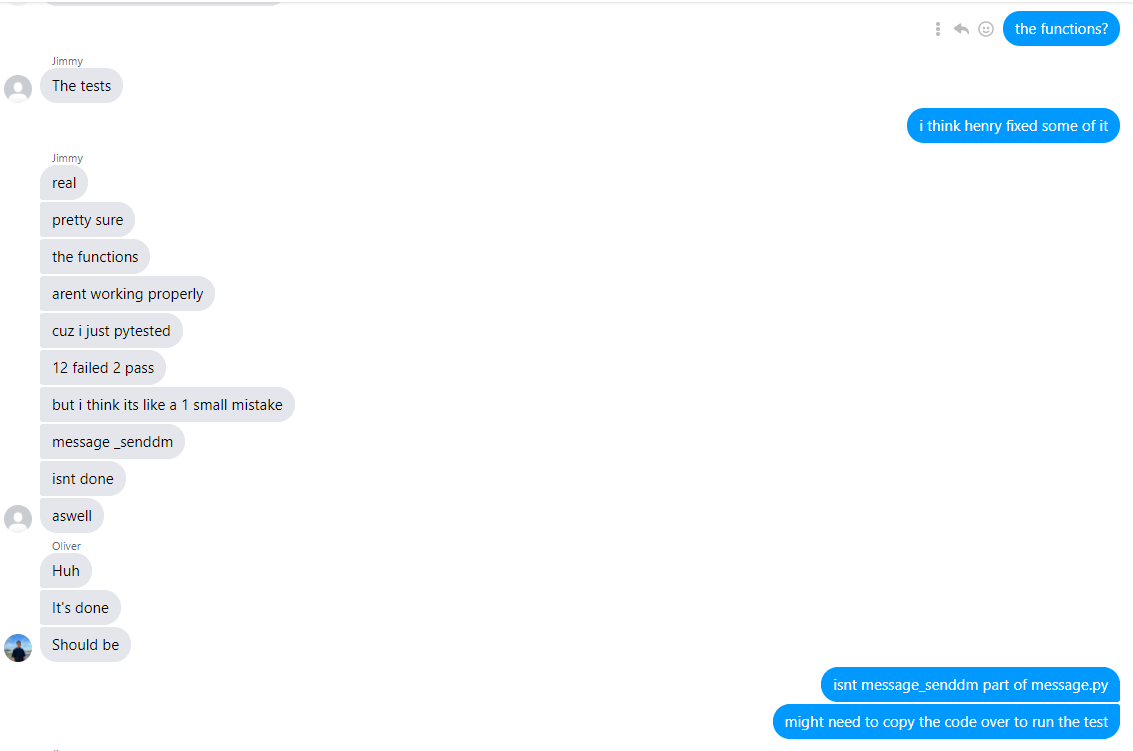 the functions?
Jimmy
The tests
i think henry fixed some of it
Jimmy
real
pretty sure
the functions
arent working properly
cuz i just pytested
12 failed 2 pass
but i think its like a 1 small mistake
message _senddm
isnt done
aswell
Oliver
Huh
It's done
Should be
isnt message_senddm part of message.py
might need to copy the code over to run the test